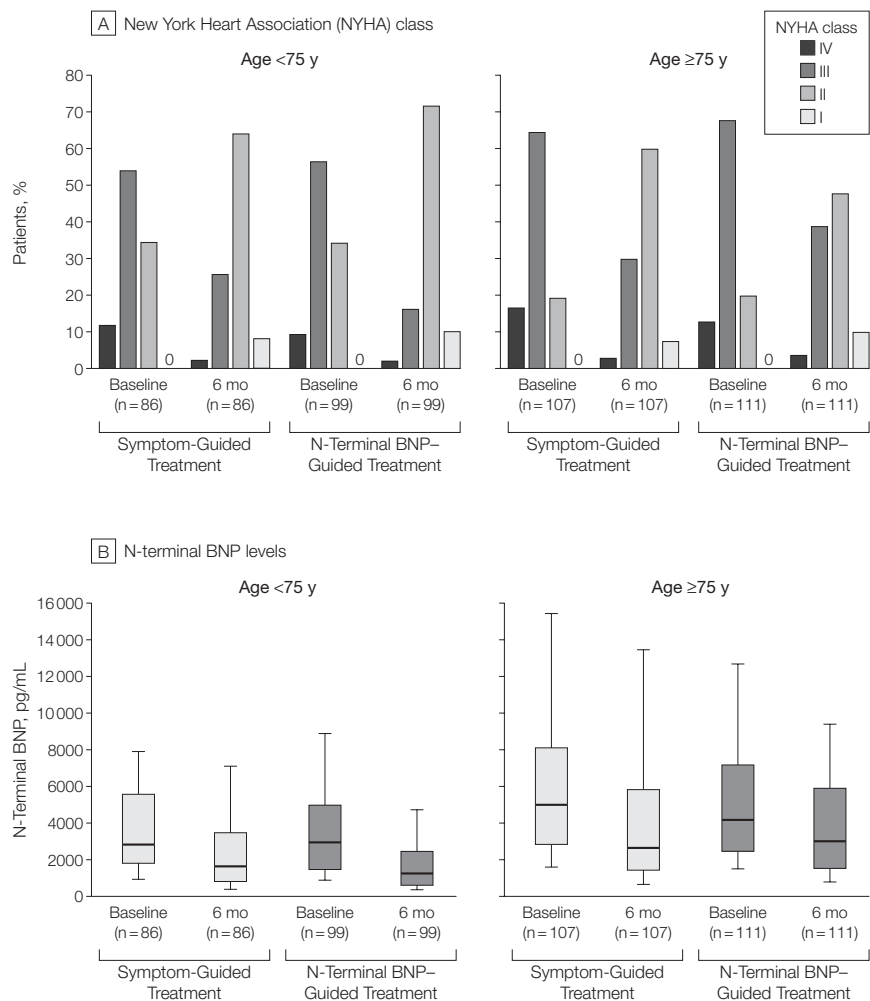 A New York Heart Association (NYHA) class
NYHA class
IV
III
II
I
Age <75 y
Age ≥75 y
Patients, %
80
70
60
50
40
30
20
10
0
0
0
0
0
Baseline
(n=86)
6 mo
(n=86)
Baseline
(n=99)
6 mo
(n=99)
Baseline
(n=107)
6 mo
(n=107)
Baseline
(n=111)
6 mo
(n=111)
Symptom-Guided
Treatment
N-Terminal BNP–
Guided Treatment
Symptom-Guided
Treatment
N-Terminal BNP–
Guided Treatment
B N-terminal BNP levels
Age <75 y
Age ≥75 y
N-Terminal BNP, pg/mL
16 000
14 000
12 000
10 000
8000
6000
4000
2000
0
Baseline
(n=86)
6 mo
(n=86)
Baseline
(n=99)
6 mo
(n=99)
Baseline
(n=107)
6 mo
(n=107)
Baseline
(n=111)
6 mo
(n=111)
Symptom-Guided
Treatment
N-Terminal BNP–
Guided Treatment
Symptom-Guided
Treatment
N-Terminal BNP–
Guided Treatment